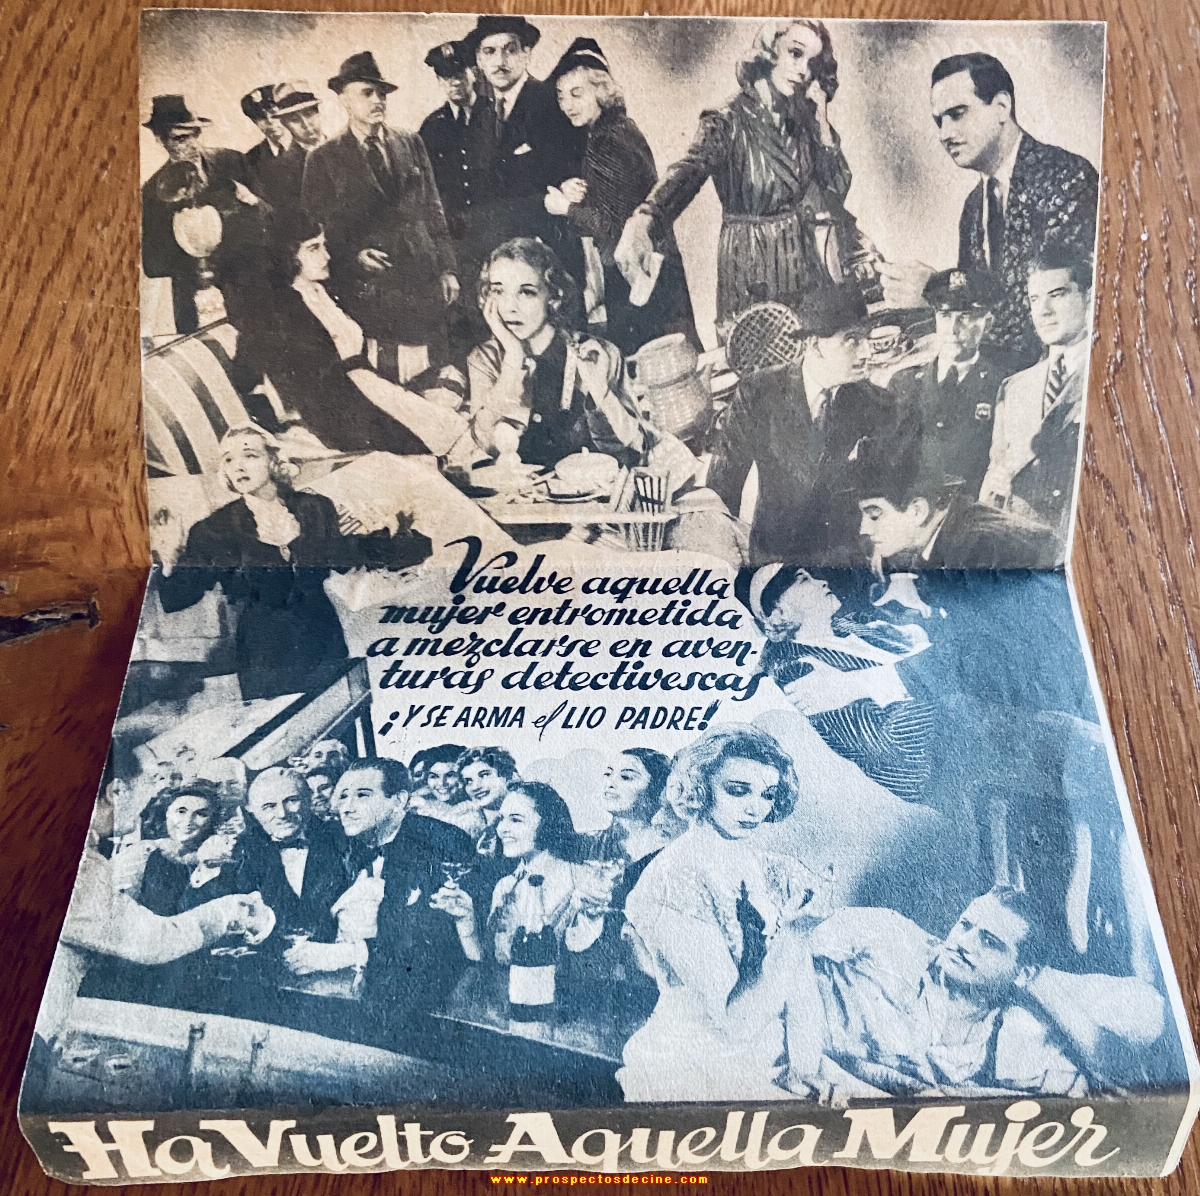 Vuelve aquella
mujer entrometida
a mezclarse en aven-
turas detectivescas
¡Y SE ARMA el LIO PADRE!
Ha Vuelto Aquella Mujer
www.prospectosdecine.com